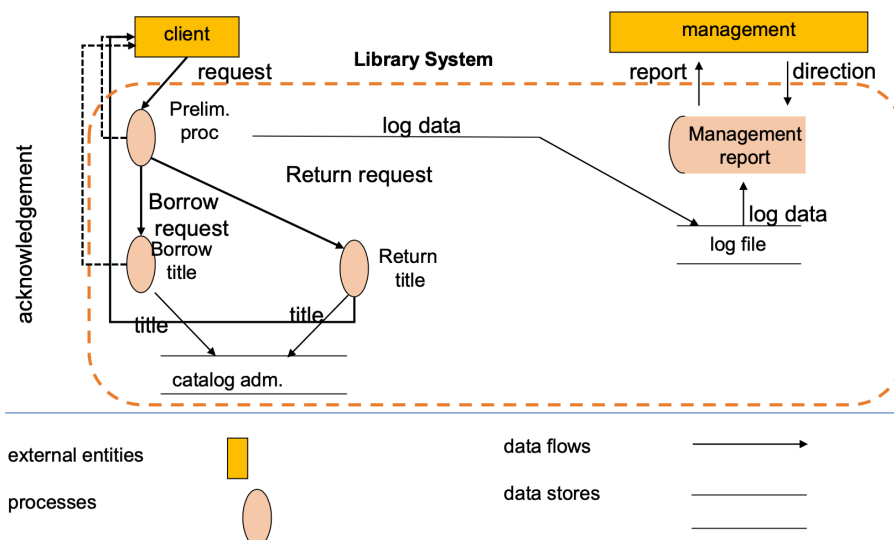 client
management
Library System
request
report
direction
Prelim.
proc
log data
Management
report
Return request
acknowledgement
Borrow
request
log data
log file
Borrow
title
Return
title
title
title
catalog adm.
external entities
data flows
processes
data stores